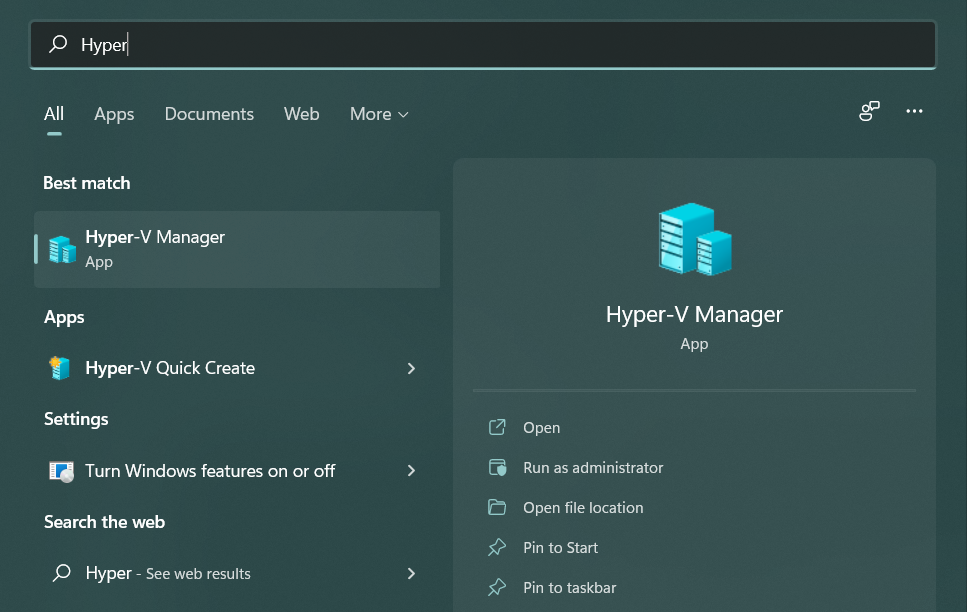 Hyper
All Apps Documents Web More
Best match
Hyper-V Manager
App
Apps
Hyper-V Quick Create
Settings
Turn Windows features on or off
Search the web
Hyper - See web results
Hyper-V Manager
App
Open
Run as administrator
Open file location
Pin to Start
Pin to taskbar